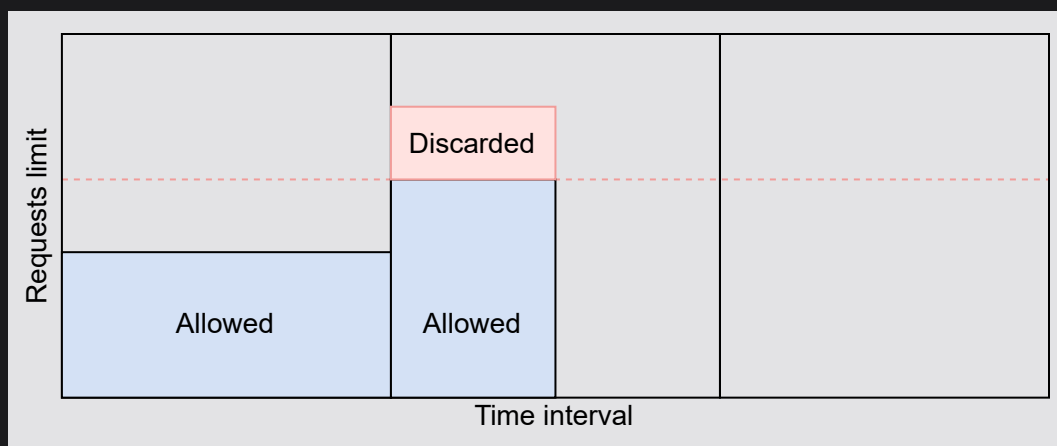 Requests limit
Discarded
Allowed
Allowed
Time interval